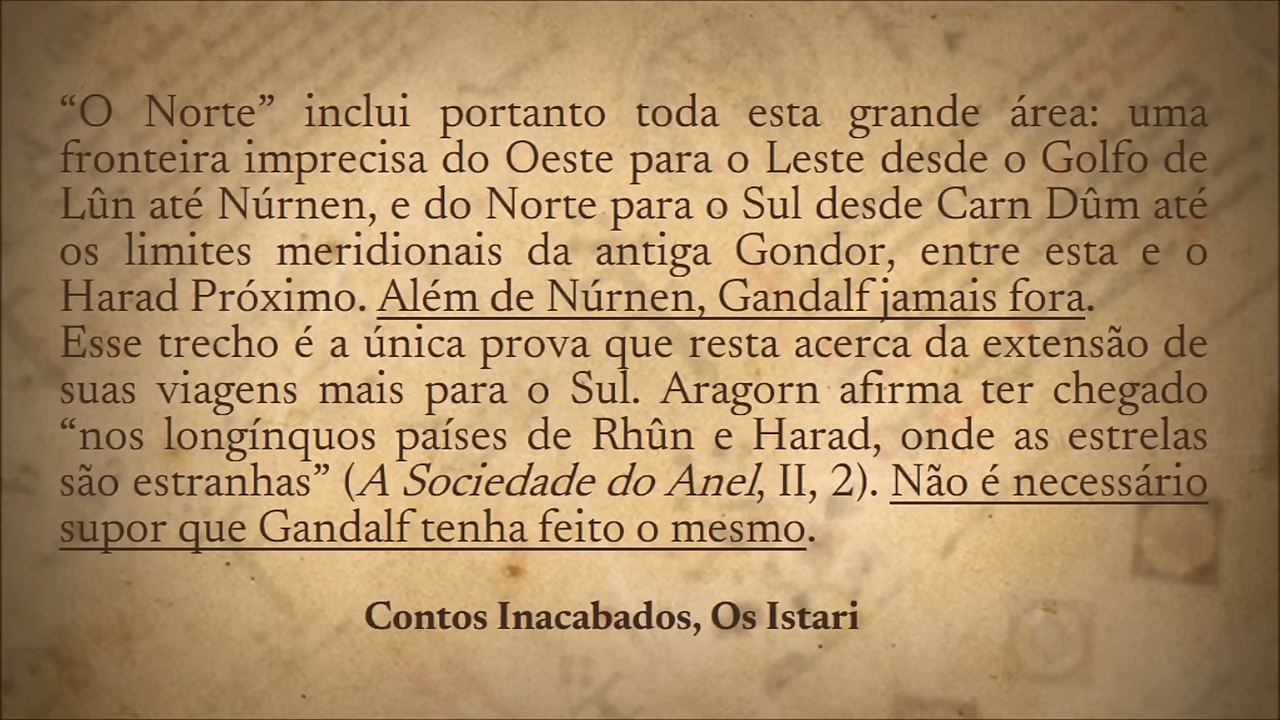 “O Norte” inclui portanto toda esta grande área: uma
fronteira imprecisa do Oeste para o Leste desde o Golfo de
Lûn até Núrnen, e do Norte para o Sul desde Carn Dûm até
os limites meridionais da antiga Gondor, entre esta e o
Harad Próximo. Além de Núrnen, Gandalf jamais fora.
Esse trecho é a única prova que resta acerca da extensão de
suas viagens mais para o Sul. Aragorn afirma ter chegado
“nos longínquos países de Rhûn e Harad, onde as estrelas
são estranhas” (A Sociedade do Anel, II, 2). Não é necessário
supor que Gandalf tenha feito o mesmo.
Contos Inacabados, Os Istari